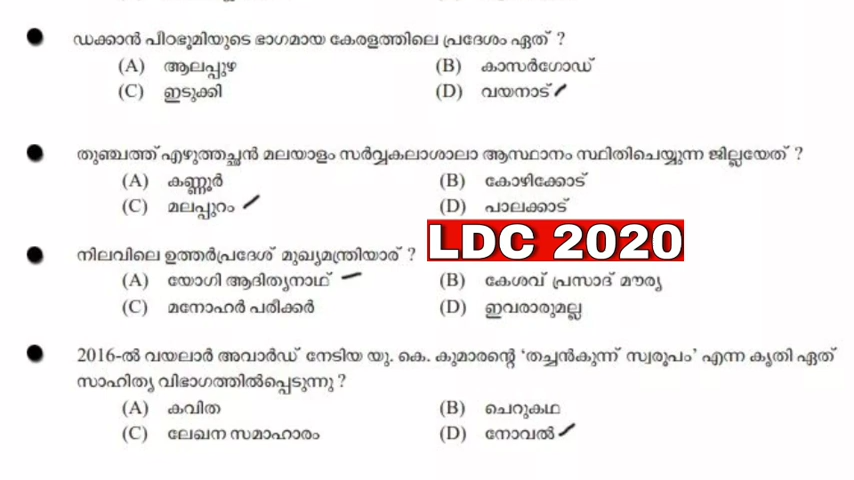 ഡക്കാൻ പീഠഭൂമിയുടെ ഭാഗമായ കേരളത്തിലെ പ്രദേശം ഏത് ?
(A) ആലപ്പുഴ (B) കാസർഗോഡ്
(C) ഇടുക്കി (D) വയനാട്
തുഞ്ചത്ത് എഴുത്തച്ഛൻ മലയാളം സർവ്വകലാശാലാ ആസ്ഥാനം സ്ഥിതിചെയ്യുന്ന ജില്ലയേത് ?
(A) കണ്ണൂർ (B) കോഴിക്കോട്
(C) മലപ്പുറം (D) പാലക്കാട്
LDC 2020
നിലവിലെ ഉത്തർപ്രദേശ് മുഖ്യമന്ത്രിയാര് ?
(A) യോഗി ആദിത്യനാഥ് (B) കേശവ് പ്രസാദ് മൗര്യ
(C) മനോഹർ പരീക്കർ (D) ഇവരാരുമല്ല
2016-ൽ വയലാർ അവാർഡ് നേടിയ യു. കെ. കുമാരന്റെ 'തച്ചൻകുന്ന് സ്വരൂപം' എന്ന കൃതി ഏത്
സാഹിത്യ വിഭാഗത്തിൽപ്പെടുന്നു ?
(A) കവിത (B) ചെറുകഥ
(C) ലേഖന സമാഹാരം (D) നോവൽ